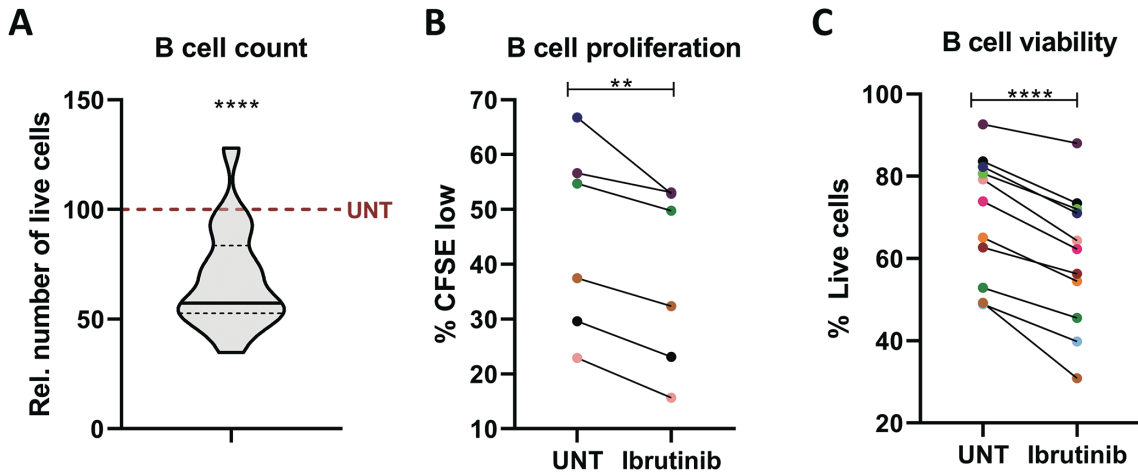 A
B cell count
****
Rel. number of live cells
150
100
50
0
UNT
B
B cell proliferation
**
% CFSE low
70
60
50
40
30
20
10
UNT Ibrutinib
C
B cell viability
****
% Live cells
100
80
60
40
20
UNT Ibrutinib